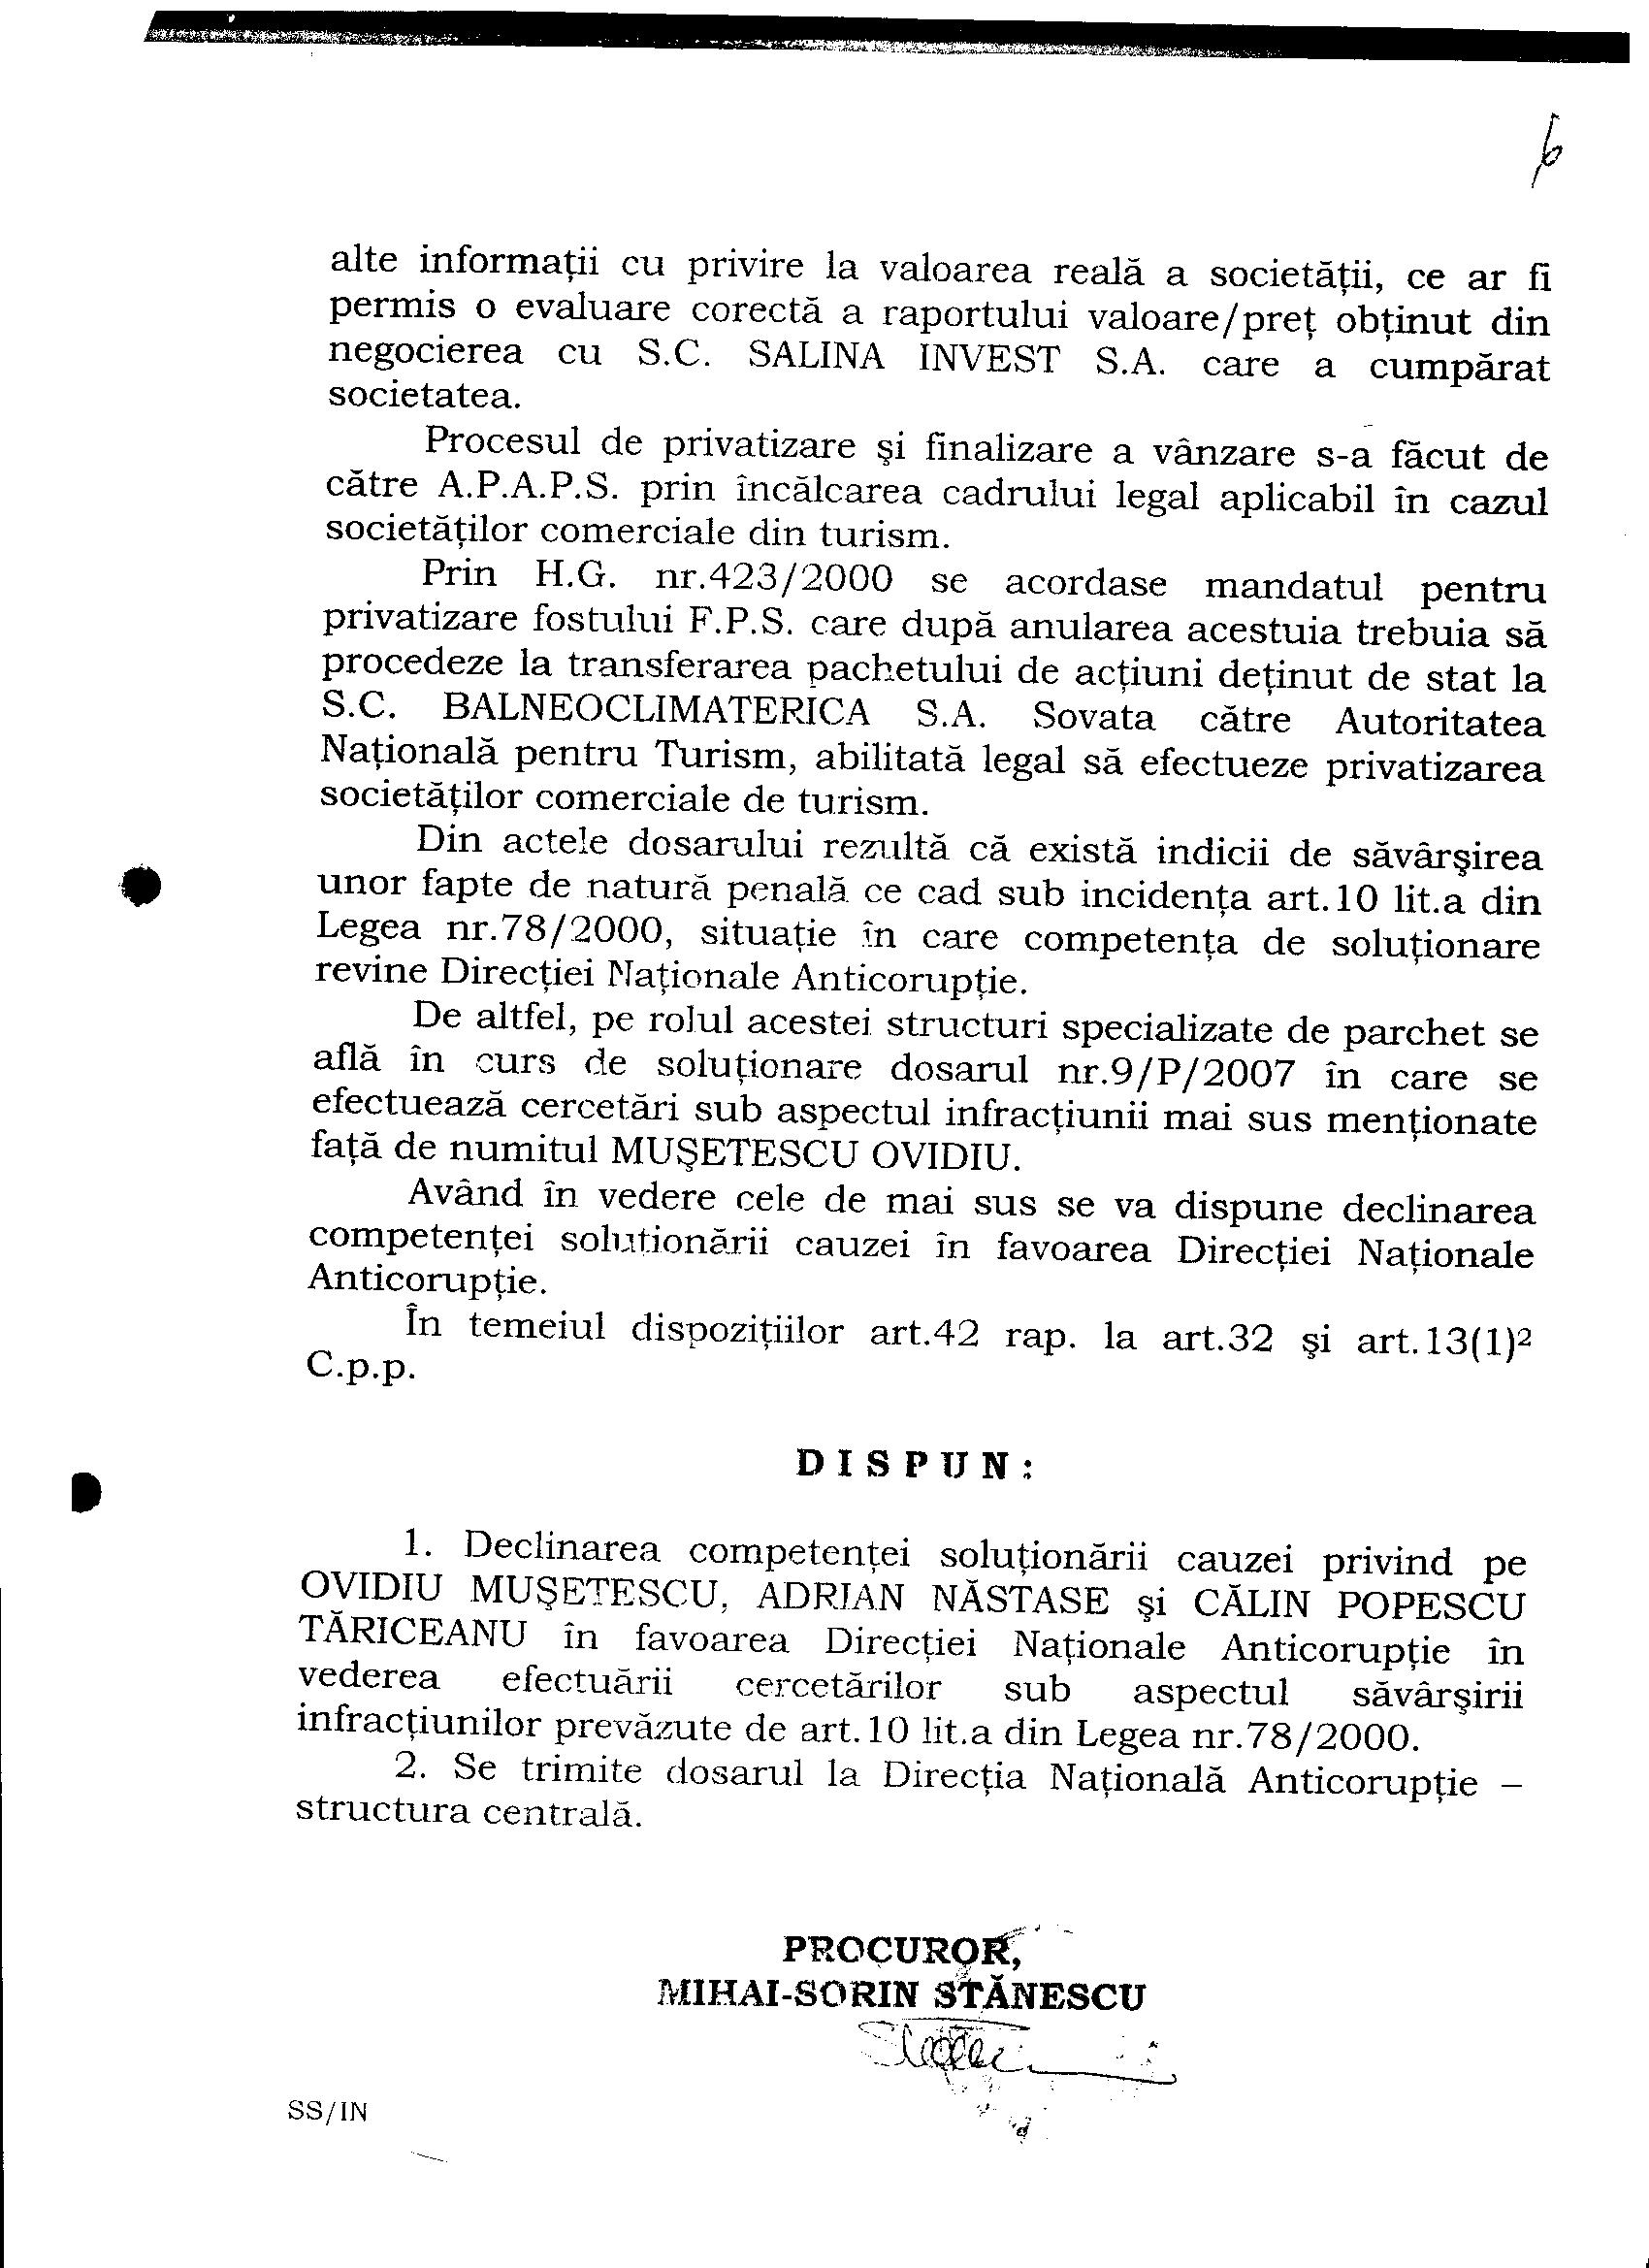 6
alte informaţii cu privire la valoarea reală a societăţii, ce ar fi
permis o evaluare corectă a raportului valoare/preţ obţinut din
negocierea cu S.C. SALINA INVEST S.A. care a cumpărat
societatea.
Procesul de privatizare şi finalizare a vânzare s-a făcut de
către A.P.A.P.S. prin încălcarea cadrului legal aplicabil în cazul
societăţilor comerciale din turism.
Prin H.G. nr.423/2000 se acordase mandatul pentru
privatizare fostului F.P.S. care după anularea acestuia trebuia să
procedeze la transferarea pachetului de acţiuni deţinut de stat la
S.C. BALNEOCLIMATERICA S.A. Sovata către Autoritatea
Naţională pentru Turism, abilitată legal să efectueze privatizarea
societăţilor comerciale de turism.
Din actele dosarului rezultă că există indicii de săvârşirea
unor fapte de natură penală ce cad sub incidenţa art.10 lit.a din
Legea nr.78/2000, situaţie în care competenţa de soluţionare
revine Direcţiei Naţionale Anticorupţie.
De altfel, pe rolul acestei structuri specializate de parchet se
află în curs de soluţionare dosarul nr.9/P/2007 în care se
efectuează cercetări sub aspectul infracţiunii mai sus menţionate
faţă de numitul MUŞETESCU OVIDIU.
Având în vedere cele de mai sus se va dispune declinarea
competenţei soluţionării cauzei în favoarea Direcţiei Naţionale
Anticorupţie.
În temeiul dispoziţiilor art.42 rap. la art.32 şi art.13(1)²
C.p.p.
D I S P U N :
1. Declinarea competenţei soluţionării cauzei privind pe
OVIDIU MUŞETESCU, ADRIAN NĂSTASE şi CĂLIN POPESCU
TĂRICEANU în favoarea Direcţiei Naţionale Anticorupţie în
vederea efectuării cercetărilor sub aspectul săvârşirii
infracţiunilor prevăzute de art.10 lit.a din Legea nr.78/2000.
2. Se trimite dosarul la Direcţia Naţională Anticorupţie –
structura centrală.
PROCUROR,
MIHAI-SORIN STĂNESCU
SS/IN